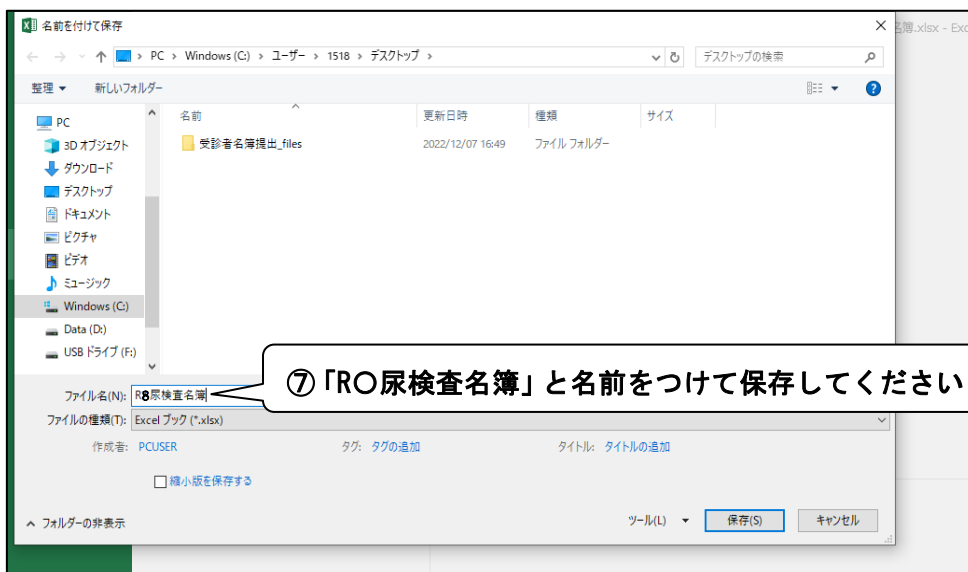 名前を付けて保存
名簿.xlsx - Exc
PC › Windows (C:) › ユーザー › 1518 › デスクトップ ›
デスクトップの検索
整理 新しいフォルダー
名前 更新日時 種類 サイズ
PC
3D オブジェクト
ダウンロード
デスクトップ
ドキュメント
ピクチャ
ビデオ
ミュージック
Windows (C:)
Data (D:)
USB ドライブ (F:)
受診者名簿提出_files 2022/12/07 16:49 ファイル フォルダー
⑦「R〇尿検査名簿」と名前をつけて保存してください
ファイル名(N): R8尿検査名簿
ファイルの種類(T): Excel ブック (*.xlsx)
作成者: PCUSER タグ: タグの追加 タイトル: タイトルの追加
縮小版を保存する
フォルダーの非表示 ツール(L) 保存(S) キャンセル